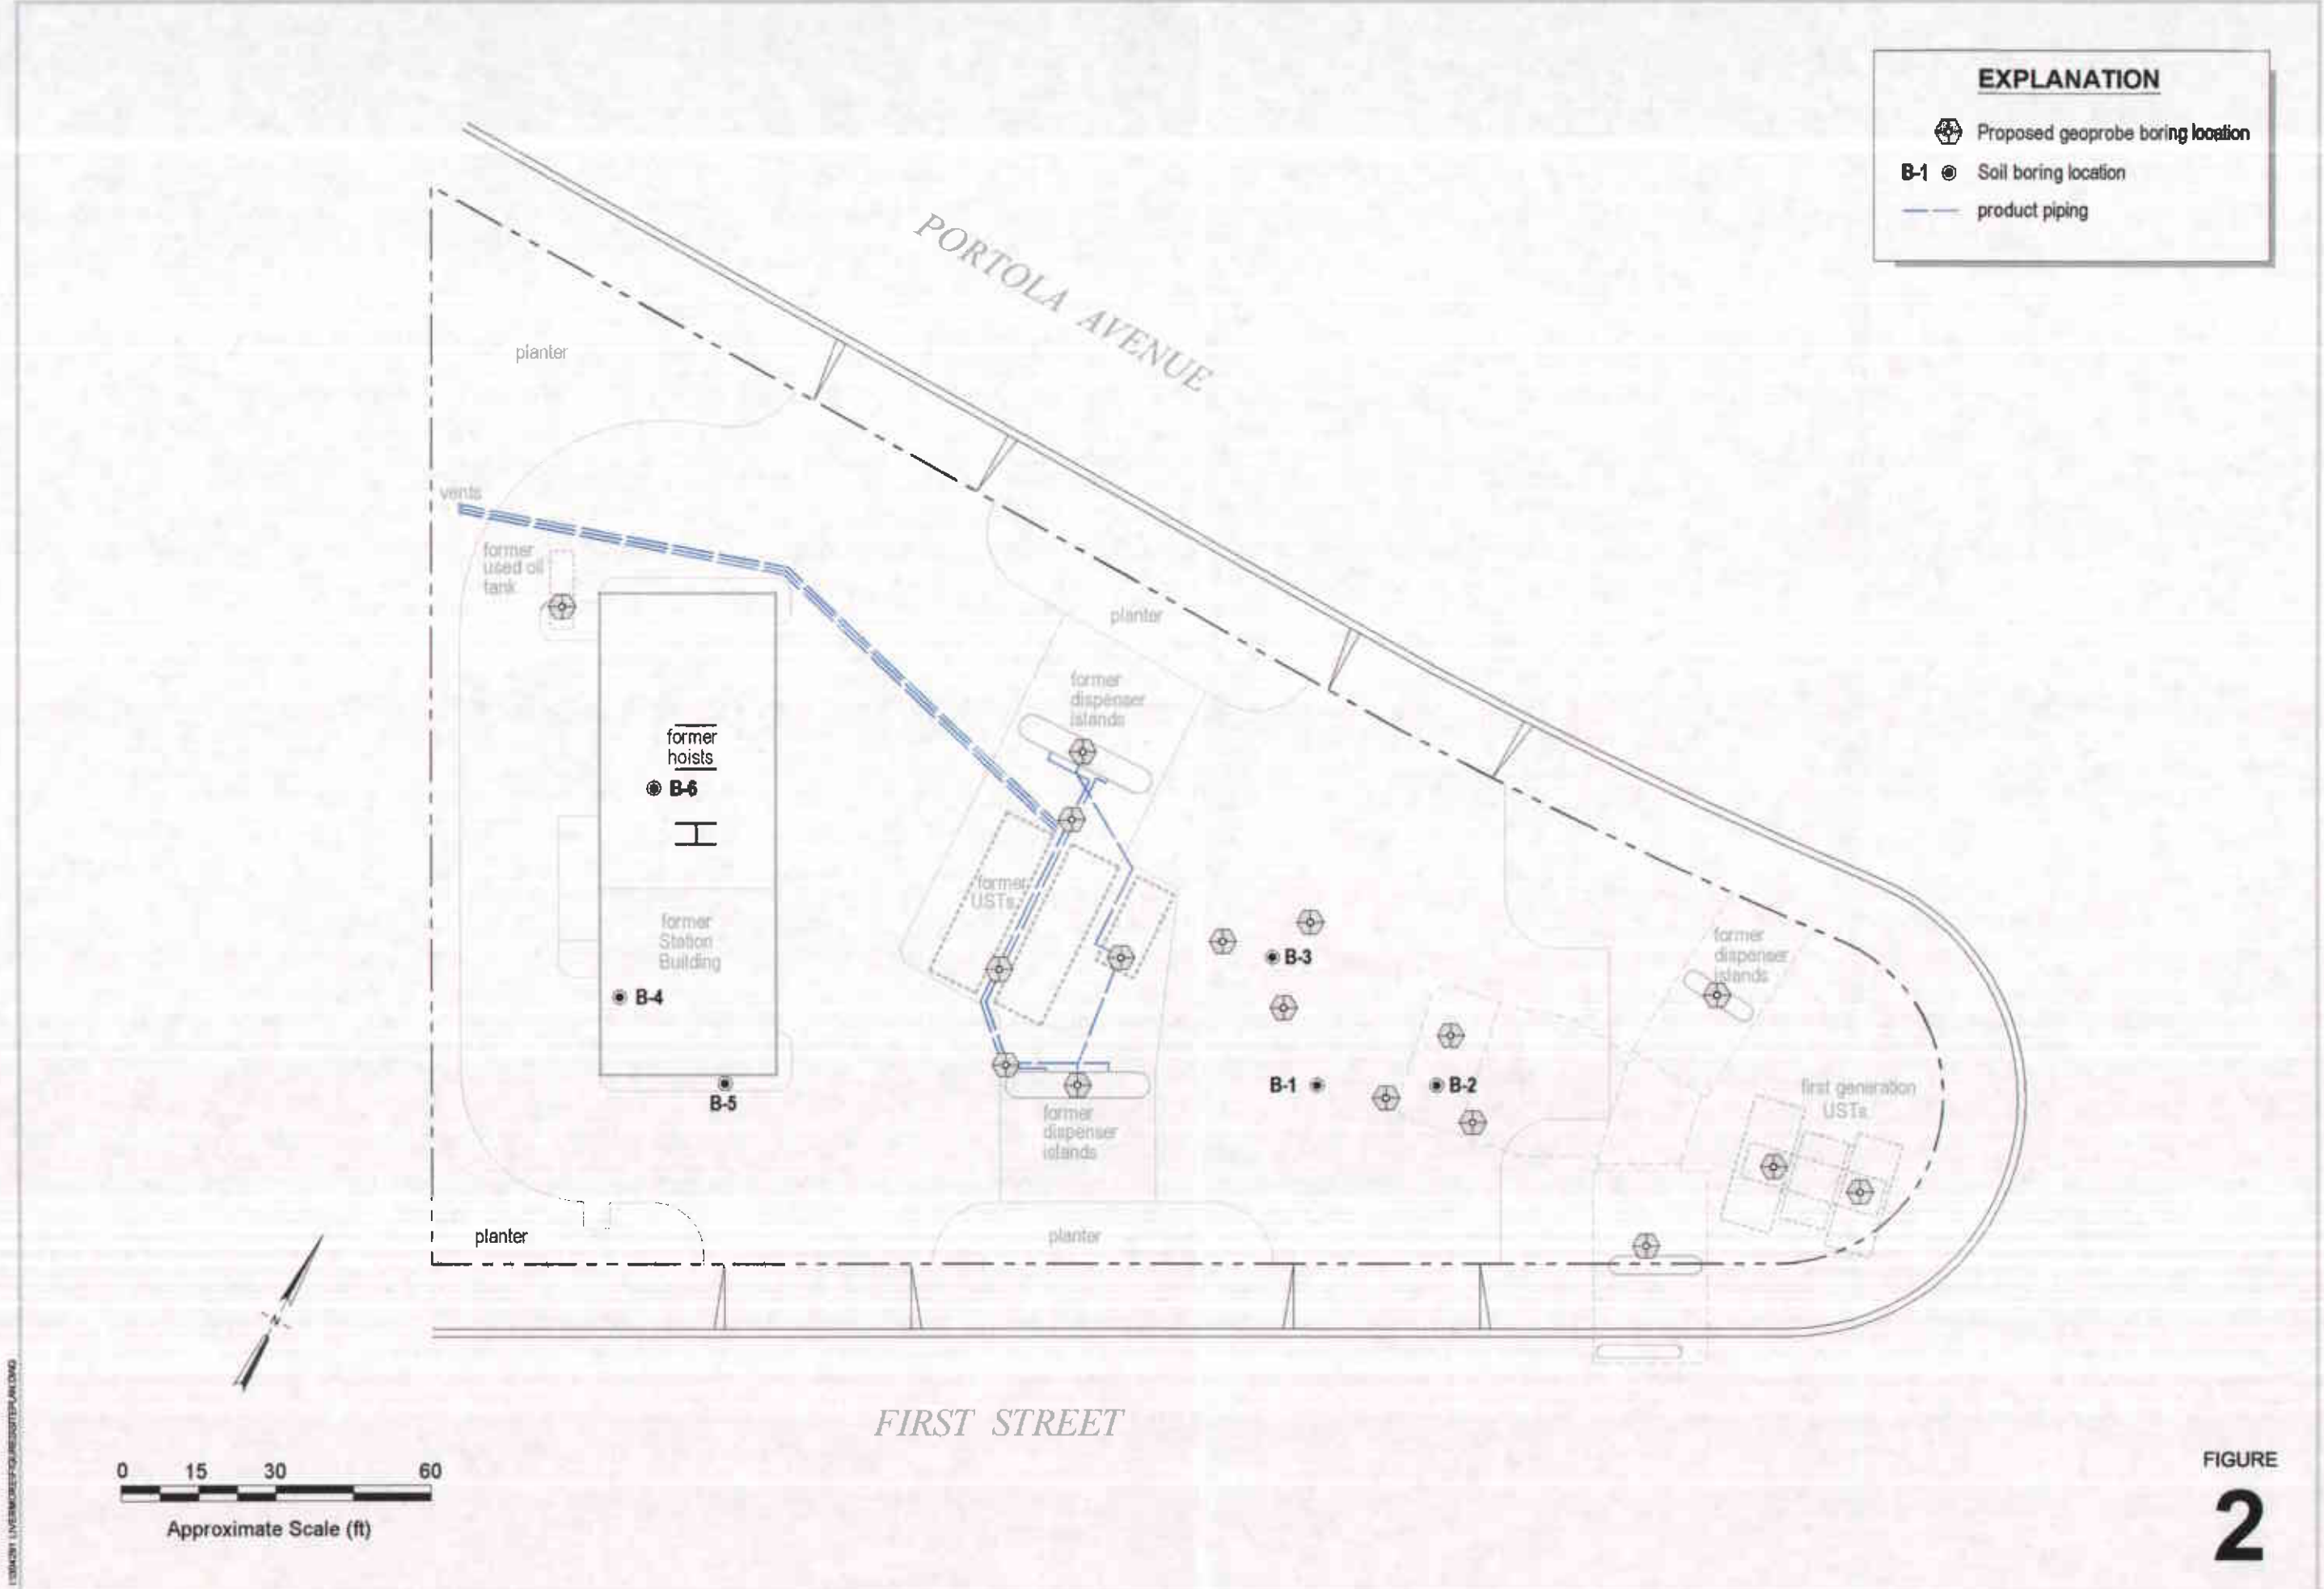 EXPLANATION
Proposed geoprobe boring location
B-1 Soil boring location
product piping
PORTOLA AVENUE
planter
vents
former
used oil
tank
planter
former
dispenser
islands
former
hoists
B-6
former
USTs
former
Station
Building
B-4
B-5
B-3
B-1
B-2
former
dispenser
islands
former
dispenser
islands
first generation
USTs
planter
planter
N
FIRST STREET
0 15 30 60
Approximate Scale (ft)
FIGURE
2